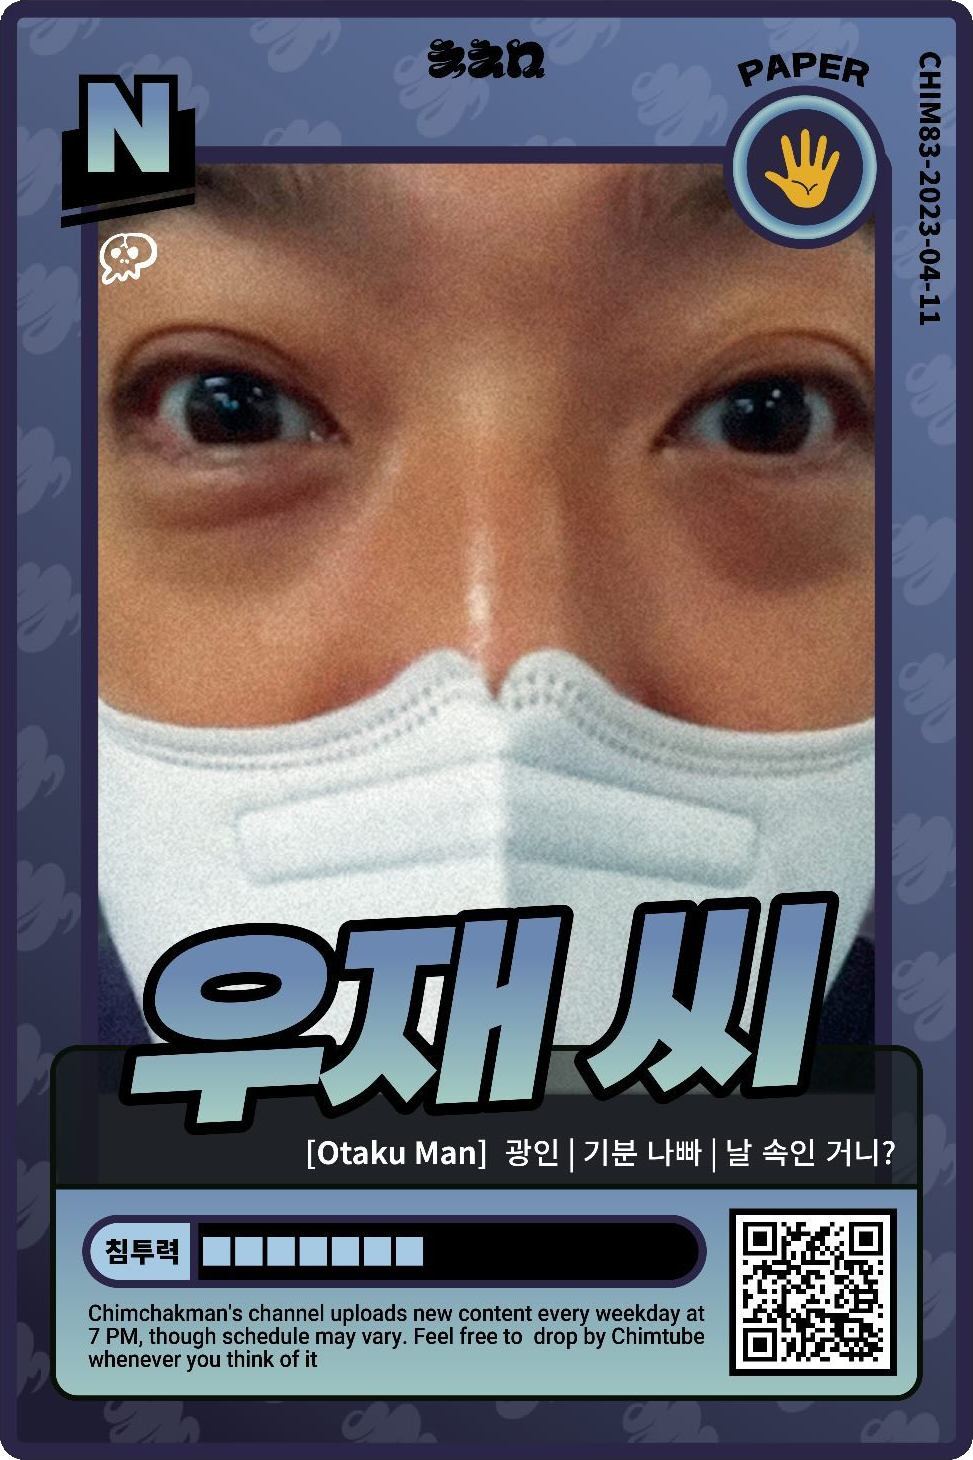 N
PAPER
CHIM83-2023-04-11
우재 씨
[Otaku Man] 광인 | 기분 나빠 | 날 속인 거니?
침투력
Chimchakman's channel uploads new content every weekday at
7 PM, though schedule may vary. Feel free to  drop by Chimtube
whenever you think of it